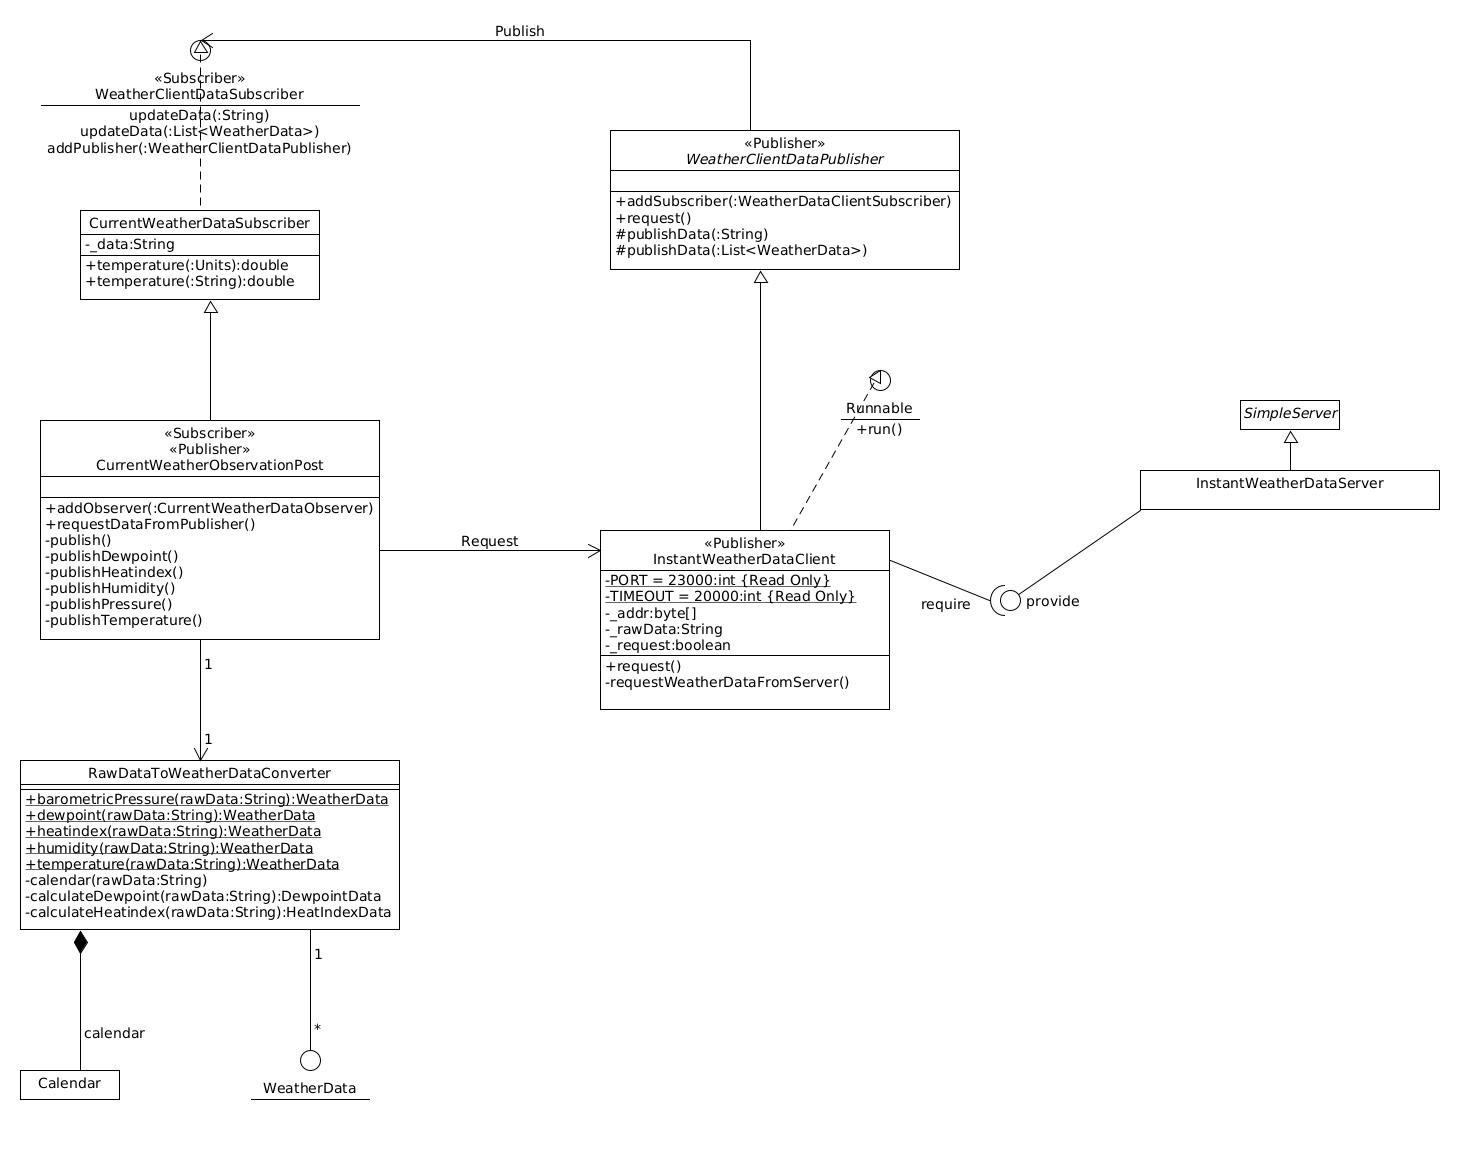 Publish
«Subscriber»
WeatherClientDataSubscriber
updateData(:String)
updateData(:List<WeatherData>)
addPublisher(:WeatherClientDataPublisher)
«Publisher»
WeatherClientDataPublisher
+addSubscriber(:WeatherDataClientSubscriber)
+request()
#publishData(:String)
#publishData(:List<WeatherData>)
CurrentWeatherDataSubscriber
-_data:String
+temperature(:Units):double
+temperature(:String):double
Runnable
+run()
SimpleServer
InstantWeatherDataServer
«Subscriber»
«Publisher»
CurrentWeatherObservationPost
+addObserver(:CurrentWeatherDataObserver)
+requestDataFromPublisher()
-publish()
-publishDewpoint()
-publishHeatindex()
-publishHumidity()
-publishPressure()
-publishTemperature()
Request
«Publisher»
InstantWeatherDataClient
-PORT = 23000:int {Read Only}
-TIMEOUT = 20000:int {Read Only}
-_addr:byte[]
-_rawData:String
-_request:boolean
+request()
-requestWeatherDataFromServer()
require
provide
1
1
RawDataToWeatherDataConverter
+barometricPressure(rawData:String):WeatherData
+dewpoint(rawData:String):WeatherData
+heatindex(rawData:String):WeatherData
+humidity(rawData:String):WeatherData
+temperature(rawData:String):WeatherData
-calendar(rawData:String)
-calculateDewpoint(rawData:String):DewpointData
-calculateHeatindex(rawData:String):HeatIndexData
1
*
calendar
Calendar
WeatherData